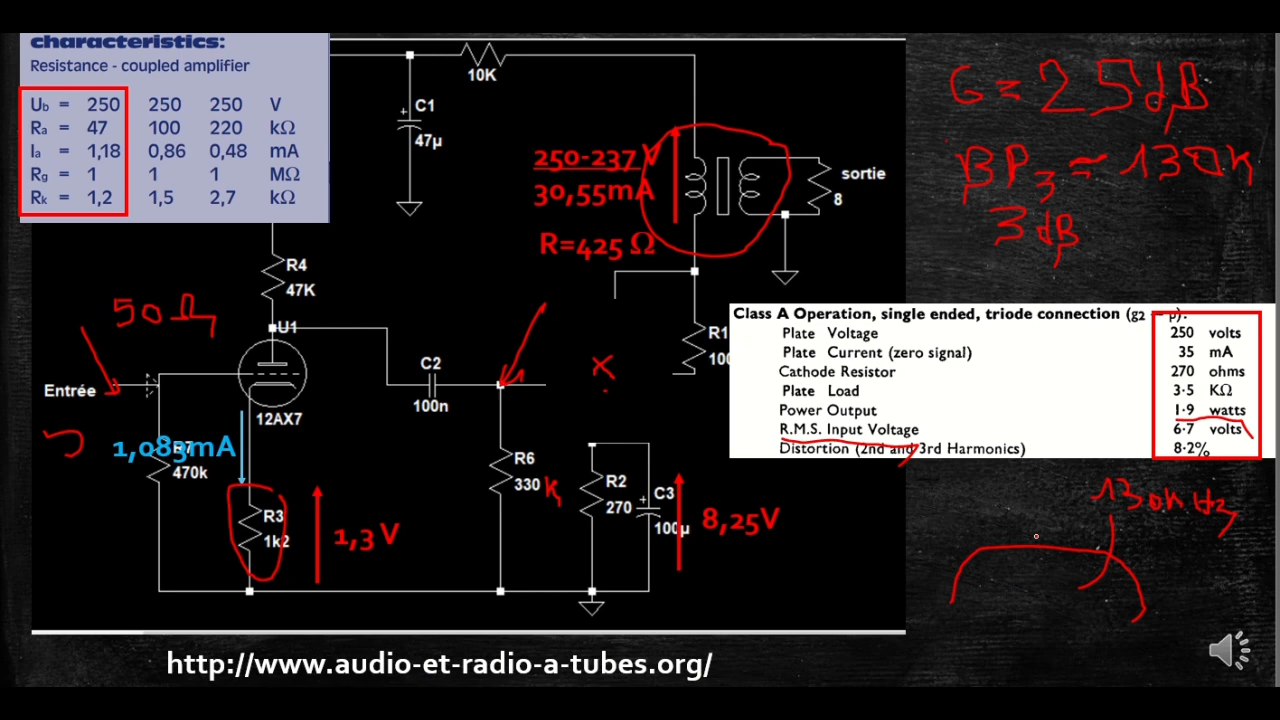 characteristics:
Resistance - coupled amplifier
Ub = 250 250 250 V
Ra = 47 100 220 kΩ
Ia = 1,18 0,86 0,48 mA
Rg = 1 1 1 MΩ
Rk = 1,2 1,5 2,7 kΩ
10K
C1
47µ
250-237 V
30,55mA
R=425 Ω
sortie
8
G = 25dB
BP3 = 130k
3dB
R4
47K
U1
50Ω
Entrée
12AX7
C2
100n
X
R1
Class A Operation, single ended, triode connection (g2 – p).
Plate Voltage 250 volts
Plate Current (zero signal) 35 mA
Cathode Resistor 270 ohms
Plate Load 3·5 KΩ
Power Output 1·9 watts
R.M.S. Input Voltage 6·7 volts
Distortion (2nd and 3rd Harmonics) 8·2%
1,083mA
R7
470k
R3
1k2
1,3 V
R6
330 k
R2
270
C3
100µ
8,25V
130kHz
http://www.audio-et-radio-a-tubes.org/